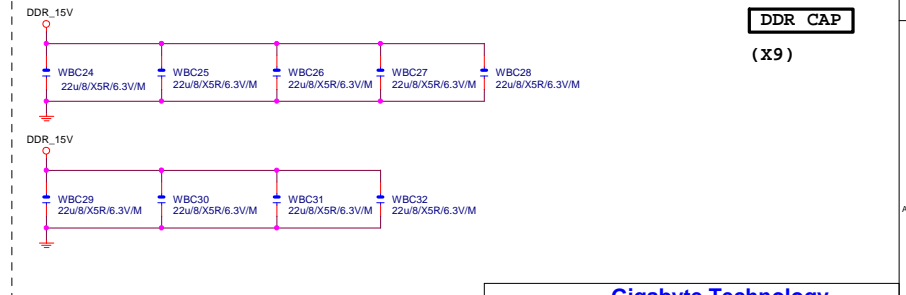 DDR_15V
DDR CAP
(X9)
WBC24 WBC25 WBC26 WBC27 WBC28
22u/8/X5R/6.3V/M 22u/8/X5R/6.3V/M 22u/8/X5R/6.3V/M 22u/8/X5R/6.3V/M 22u/8/X5R/6.3V/M
DDR_15V
WBC29 WBC30 WBC31 WBC32
22u/8/X5R/6.3V/M 22u/8/X5R/6.3V/M 22u/8/X5R/6.3V/M 22u/8/X5R/6.3V/M
A
Gigabyte Technology